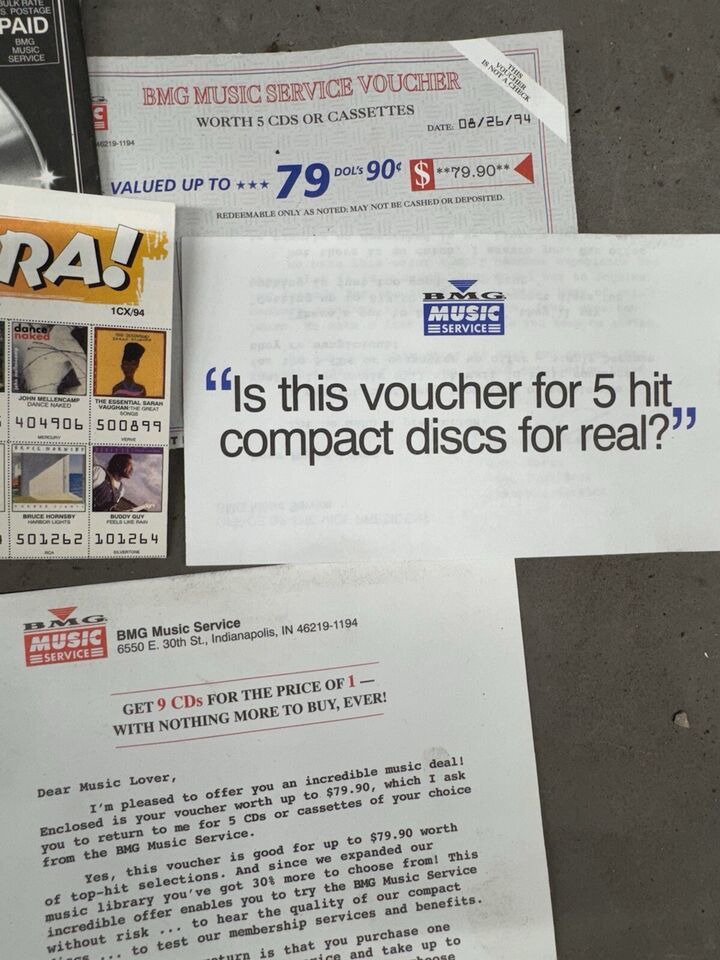 BULK RATE
S. POSTAGE
PAID
BMG
MUSIC
SERVICE
THIS
VOUCHER
IS NOT A CHECK
BMG MUSIC SERVICE VOUCHER
WORTH 5 CDS OR CASSETTES
46219-1194
DATE: 08/26/94
VALUED UP TO ★★★ 79 DOL'S 90¢ $ **79.90**
REDEEMABLE ONLY AS NOTED: MAY NOT BE CASHED OR DEPOSITED.
RA!
1CX/94
dance
naked
JOHN MELLENCAMP
DANCE NAKED
404906
MERCURY
THE ESSENTIAL SARAH
VAUGHAN: THE GREAT
SONGS
500899
VERVE
BRUCE HORNSBY
HARBOR LIGHTS
501262
RCA
BUDDY GUY
FEELS LIKE RAIN
101264
SILVERTONE
BMG
MUSIC
SERVICE
“Is this voucher for 5 hit
compact discs for real?”
BMG
MUSIC
SERVICE
BMG Music Service
6550 E. 30th St., Indianapolis, IN 46219-1194
GET 9 CDs FOR THE PRICE OF 1 —
WITH NOTHING MORE TO BUY, EVER!
Dear Music Lover,
I'm pleased to offer you an incredible music deal!
Enclosed is your voucher worth up to $79.90, which I ask
you to return to me for 5 CDs or cassettes of your choice
from the BMG Music Service.
Yes, this voucher is good for up to $79.90 worth
of top-hit selections. And since we expanded our
music library you've got 30% more to choose from! This
incredible offer enables you to try the BMG Music Service
without risk ... to hear the quality of our compact
... to test our membership services and benefits.
return is that you purchase one
and take up to
choose